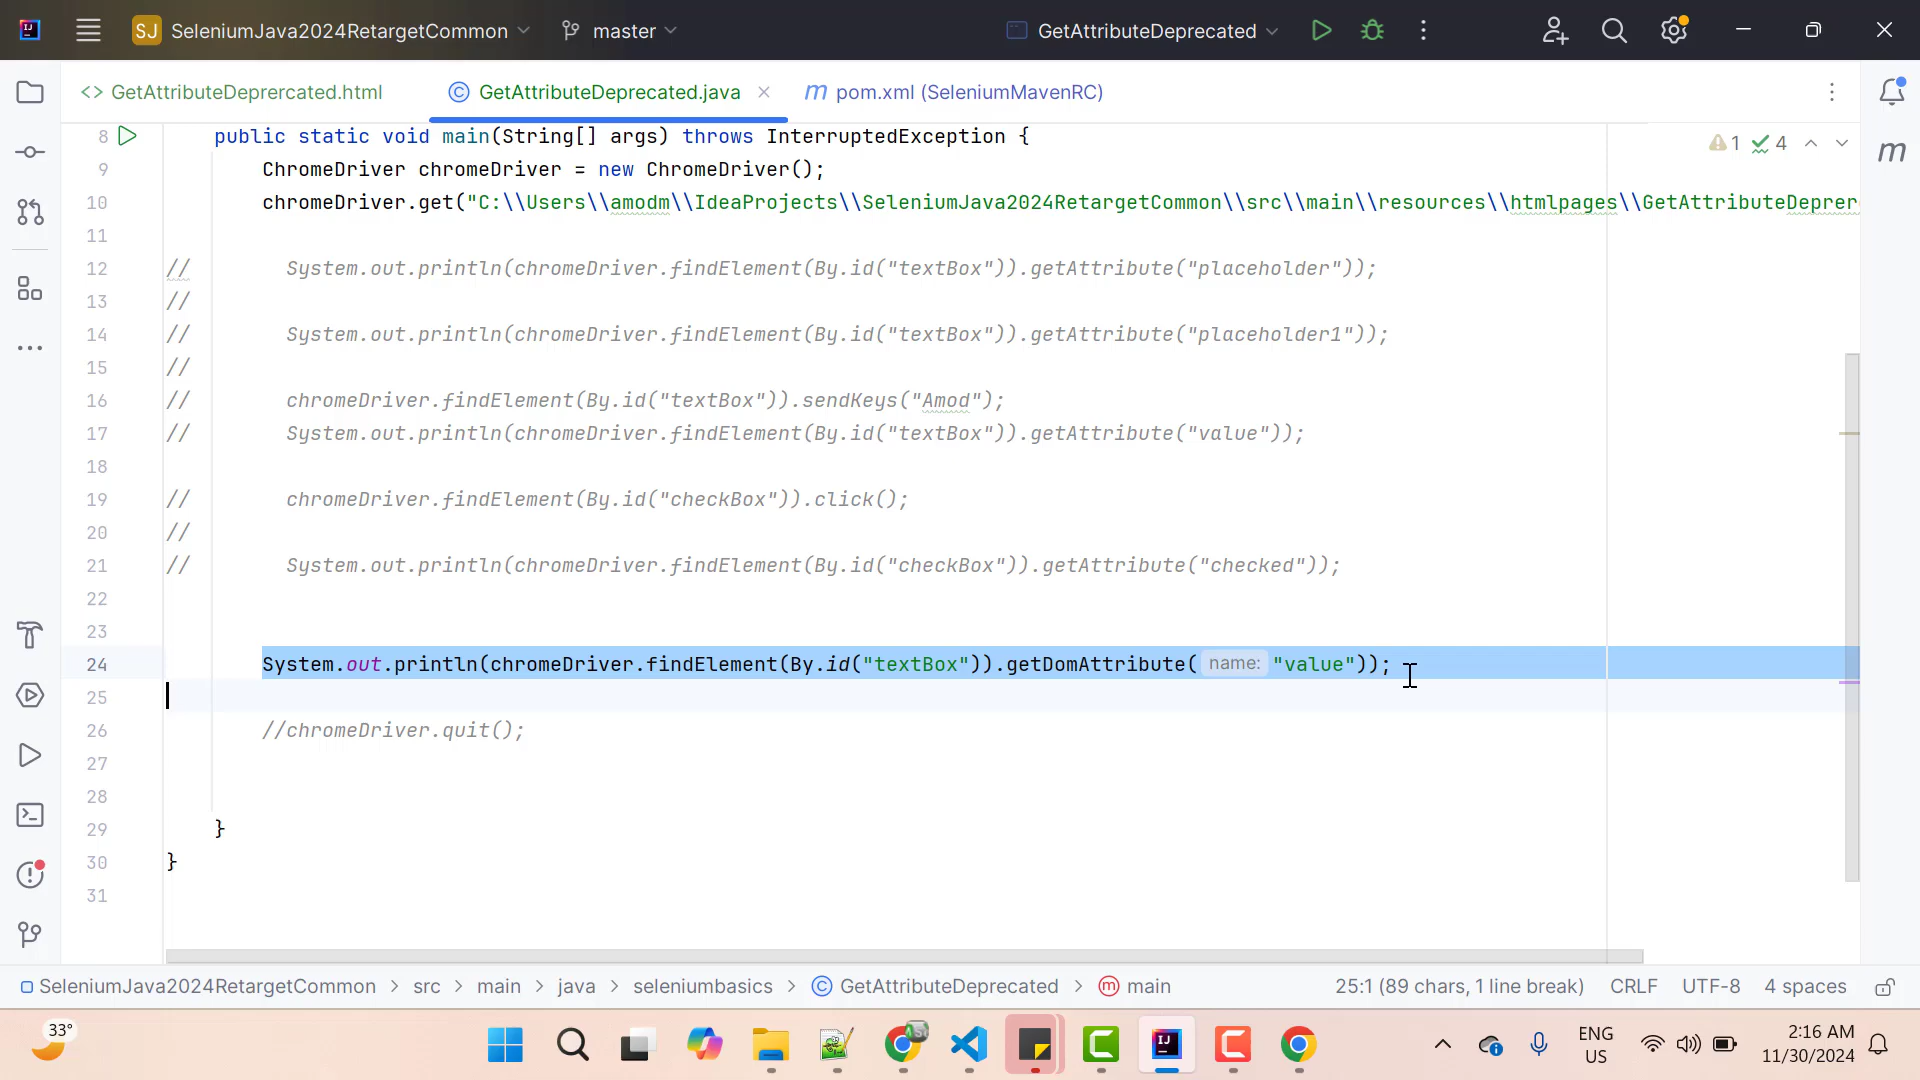 SJ SeleniumJava2024RetargetCommon master GetAttributeDeprecated
<> GetAttributeDeprercated.html GetAttributeDeprecated.java pom.xml (SeleniumMavenRC)
8 public static void main(String[] args) throws InterruptedException {
9 ChromeDriver chromeDriver = new ChromeDriver();
10 chromeDriver.get("C:\\Users\\amodm\\IdeaProjects\\SeleniumJava2024RetargetCommon\\src\\main\\resources\\htmlpages\\GetAttributeDeprer
11
12 // System.out.println(chromeDriver.findElement(By.id("textBox")).getAttribute("placeholder"));
13 //
14 // System.out.println(chromeDriver.findElement(By.id("textBox")).getAttribute("placeholder1"));
15 //
16 // chromeDriver.findElement(By.id("textBox")).sendKeys("Amod");
17 // System.out.println(chromeDriver.findElement(By.id("textBox")).getAttribute("value"));
18
19 // chromeDriver.findElement(By.id("checkBox")).click();
20 //
21 // System.out.println(chromeDriver.findElement(By.id("checkBox")).getAttribute("checked"));
22
23
24 System.out.println(chromeDriver.findElement(By.id("textBox")).getDomAttribute( name: "value"));
25
26 //chromeDriver.quit();
27
28
29 }
30 }
31
1 4
SeleniumJava2024RetargetCommon > src > main > java > seleniumbasics > GetAttributeDeprecated > main 25:1 (89 chars, 1 line break) CRLF UTF-8 4 spaces
33°
ENG
US
2:16 AM
11/30/2024